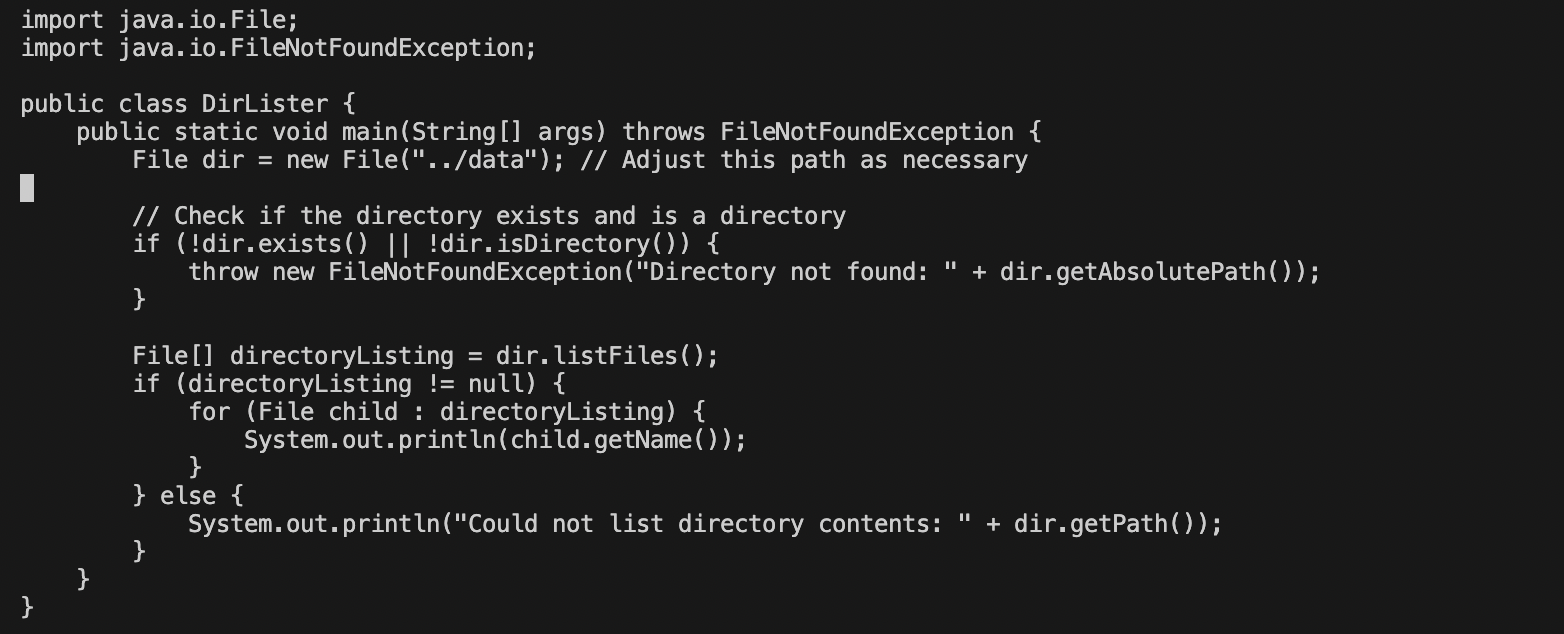 import java.io.File;
import java.io.FileNotFoundException;

public class DirLister {
    public static void main(String[] args) throws FileNotFoundException {
        File dir = new File("../data"); // Adjust this path as necessary

        // Check if the directory exists and is a directory
        if (!dir.exists() || !dir.isDirectory()) {
            throw new FileNotFoundException("Directory not found: " + dir.getAbsolutePath());
        }

        File[] directoryListing = dir.listFiles();
        if (directoryListing != null) {
            for (File child : directoryListing) {
                System.out.println(child.getName());
            }
        } else {
            System.out.println("Could not list directory contents: " + dir.getPath());
        }
    }
}